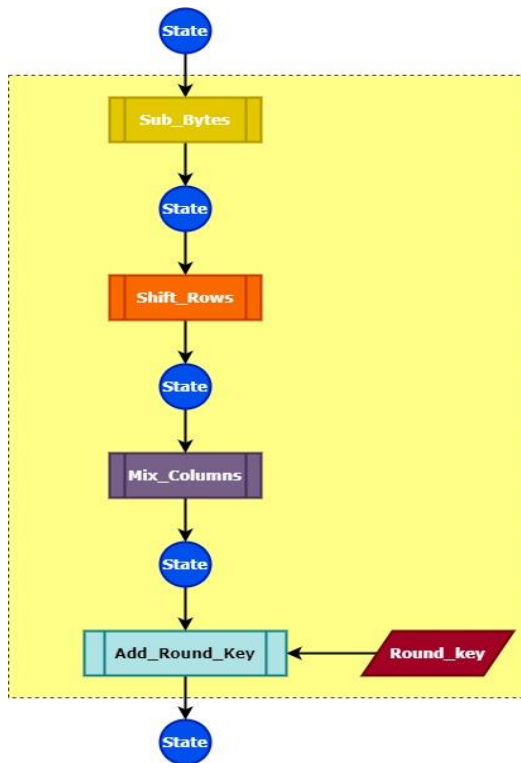 State
Sub_Bytes
State
Shift_Rows
State
Mix_Columns
State
Add_Round_Key
Round_key
State